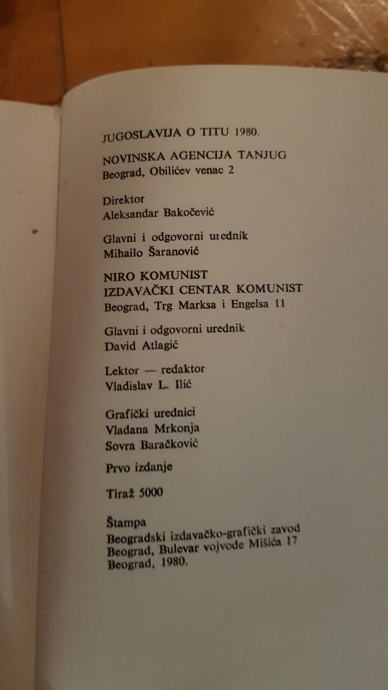 JUGOSLAVIJA O TITU 1980.
NOVINSKA AGENCIJA TANJUG
Beograd, Obilićev venac 2
Direktor
Aleksandar Bakočević
Glavni i odgovorni urednik
Mihailo Šaranović
NIRO KOMUNIST
IZDAVAČKI CENTAR KOMUNIST
Beograd, Trg Marksa i Engelsa 11
Glavni i odgovorni urednik
David Atlagić
Lektor — redaktor
Vladislav L. Ilić
Grafički urednici
Vladana Mrkonja
Sovra Baračković
Prvo izdanje
Tiraž 5000
Štampa
Beogradski izdavačko-grafički zavod
Beograd, Bulevar vojvode Mišića 17
Beograd, 1980.